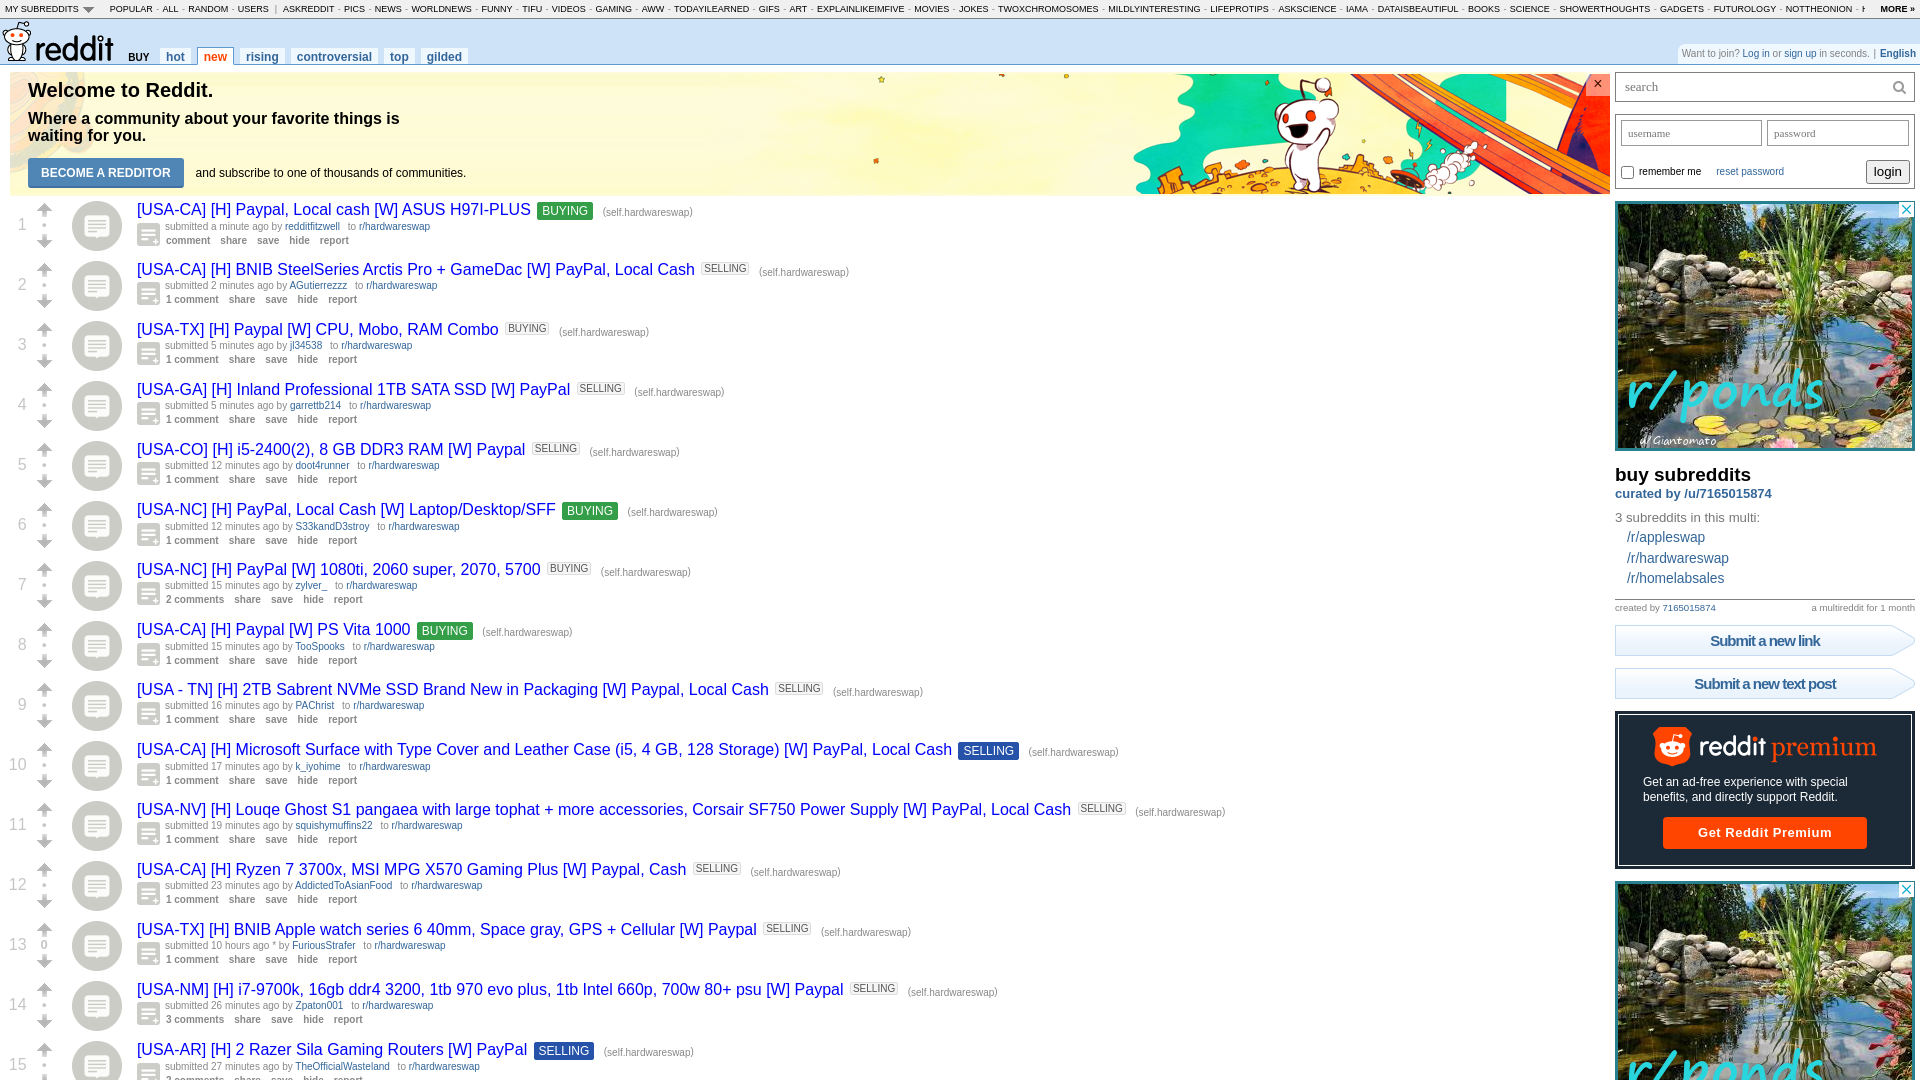 MY SUBREDDITS POPULAR - ALL - RANDOM - USERS | ASKREDDIT - PICS - NEWS - WORLDNEWS - FUNNY - TIFU - VIDEOS - GAMING - AWW - TODAYILEARNED - GIFS - ART - EXPLAINLIKEIMFIVE - MOVIES - JOKES - TWOXCHROMOSOMES - MILDLYINTERESTING - LIFEPROTIPS - ASKSCIENCE - IAMA - DATAISBEAUTIFUL - BOOKS - SCIENCE - SHOWERTHOUGHTS - GADGETS - FUTUROLOGY - NOTTHEONION - MORE »
reddit BUY hot new rising controversial top gilded
Want to join? Log in or sign up in seconds. | English
Welcome to Reddit.
Where a community about your favorite things is
waiting for you.
BECOME A REDDITOR and subscribe to one of thousands of communities.
×
1
[USA-CA] [H] Paypal, Local cash [W] ASUS H97I-PLUS BUYING (self.hardwareswap)
submitted a minute ago by redditfitzwell to r/hardwareswap
comment share save hide report
2
[USA-CA] [H] BNIB SteelSeries Arctis Pro + GameDac [W] PayPal, Local Cash SELLING (self.hardwareswap)
submitted 2 minutes ago by AGutierrezzz to r/hardwareswap
1 comment share save hide report
3
[USA-TX] [H] Paypal [W] CPU, Mobo, RAM Combo BUYING (self.hardwareswap)
submitted 5 minutes ago by jl34538 to r/hardwareswap
1 comment share save hide report
4
[USA-GA] [H] Inland Professional 1TB SATA SSD [W] PayPal SELLING (self.hardwareswap)
submitted 5 minutes ago by garrettb214 to r/hardwareswap
1 comment share save hide report
5
[USA-CO] [H] i5-2400(2), 8 GB DDR3 RAM [W] Paypal SELLING (self.hardwareswap)
submitted 12 minutes ago by doot4runner to r/hardwareswap
1 comment share save hide report
6
[USA-NC] [H] PayPal, Local Cash [W] Laptop/Desktop/SFF BUYING (self.hardwareswap)
submitted 12 minutes ago by S33kandD3stroy to r/hardwareswap
1 comment share save hide report
7
[USA-NC] [H] PayPal [W] 1080ti, 2060 super, 2070, 5700 BUYING (self.hardwareswap)
submitted 15 minutes ago by zylver_ to r/hardwareswap
2 comments share save hide report
8
[USA-CA] [H] Paypal [W] PS Vita 1000 BUYING (self.hardwareswap)
submitted 15 minutes ago by TooSpooks to r/hardwareswap
1 comment share save hide report
9
[USA - TN] [H] 2TB Sabrent NVMe SSD Brand New in Packaging [W] Paypal, Local Cash SELLING (self.hardwareswap)
submitted 16 minutes ago by PAChrist to r/hardwareswap
1 comment share save hide report
10
[USA-CA] [H] Microsoft Surface with Type Cover and Leather Case (i5, 4 GB, 128 Storage) [W] PayPal, Local Cash SELLING (self.hardwareswap)
submitted 17 minutes ago by k_iyohime to r/hardwareswap
1 comment share save hide report
11
[USA-NV] [H] Louqe Ghost S1 pangaea with large tophat + more accessories, Corsair SF750 Power Supply [W] PayPal, Local Cash SELLING (self.hardwareswap)
submitted 19 minutes ago by squishymuffins22 to r/hardwareswap
1 comment share save hide report
12
[USA-CA] [H] Ryzen 7 3700x, MSI MPG X570 Gaming Plus [W] Paypal, Cash SELLING (self.hardwareswap)
submitted 23 minutes ago by AddictedToAsianFood to r/hardwareswap
1 comment share save hide report
13 0
[USA-TX] [H] BNIB Apple watch series 6 40mm, Space gray, GPS + Cellular [W] Paypal SELLING (self.hardwareswap)
submitted 10 hours ago * by FuriousStrafer to r/hardwareswap
1 comment share save hide report
14
[USA-NM] [H] i7-9700k, 16gb ddr4 3200, 1tb 970 evo plus, 1tb Intel 660p, 700w 80+ psu [W] Paypal SELLING (self.hardwareswap)
submitted 26 minutes ago by Zpaton001 to r/hardwareswap
3 comments share save hide report
15
[USA-AR] [H] 2 Razer Sila Gaming Routers [W] PayPal SELLING (self.hardwareswap)
submitted 27 minutes ago by TheOfficialWasteland to r/hardwareswap
2 comments share save hide report
search
username password
remember me reset password login
r/ponds
u/Giantomato
buy subreddits
curated by /u/7165015874
3 subreddits in this multi:
/r/appleswap
/r/hardwareswap
/r/homelabsales
created by 7165015874 a multireddit for 1 month
Submit a new link
Submit a new text post
reddit premium
Get an ad-free experience with special
benefits, and directly support Reddit.
Get Reddit Premium
r/ponds